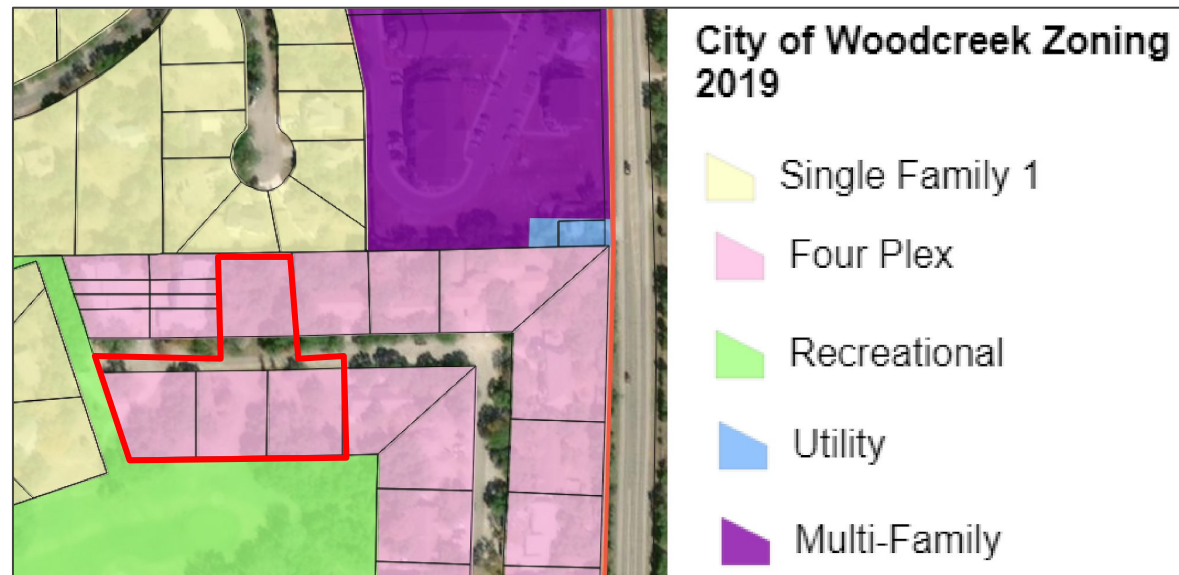 City of Woodcreek Zoning
2019
Single Family 1
Four Plex
Recreational
Utility
Multi-Family